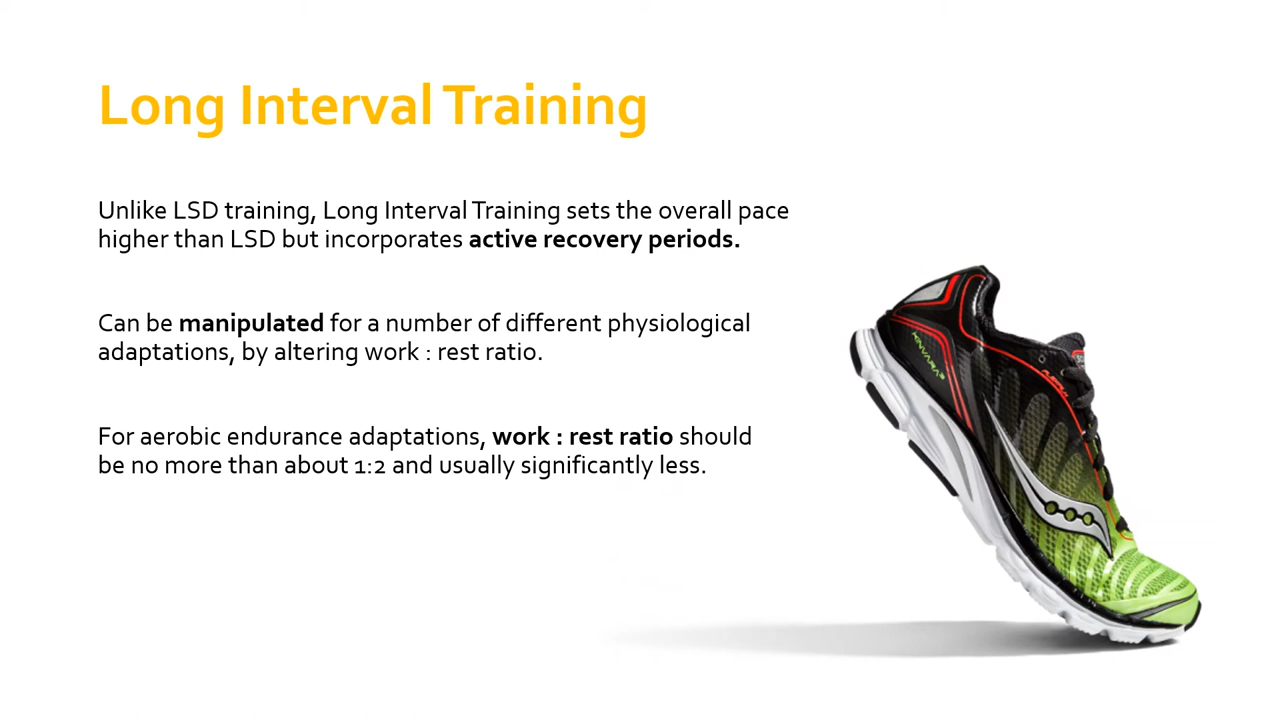 Long Interval Training
Unlike LSD training, Long Interval Training sets the overall pace
higher than LSD but incorporates active recovery periods.
Can be manipulated for a number of different physiological
adaptations, by altering work : rest ratio.
For aerobic endurance adaptations, work : rest ratio should
be no more than about 1:2 and usually significantly less.
KINVARA 3